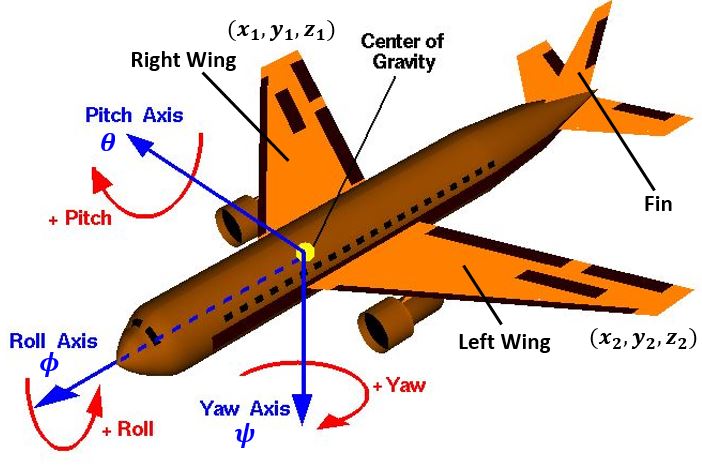 (x₁, y₁, z₁)
Center of
Gravity
Right Wing
Pitch Axis
θ
+ Pitch
Fin
Roll Axis
ϕ
+ Roll
Yaw Axis
ψ
+ Yaw
Left Wing
(x₂, y₂, z₂)